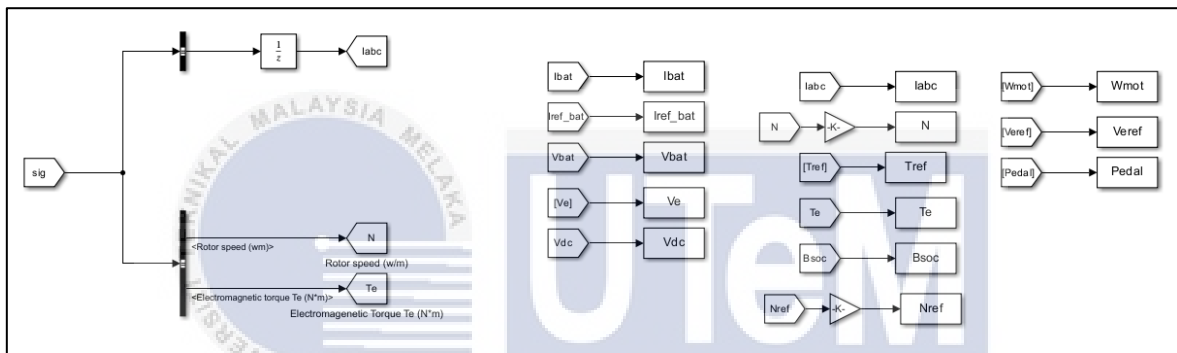 1
z
Iabc
sig
<Rotor speed (wm)>
N
Rotor speed (w/m)
<Electromagnetic torque Te (N*m)>
Te
Electromagenetic Torque Te (N*m)
Ibat
Ibat
Iref_bat
Iref_bat
Vbat
Vbat
[Ve]
Ve
Vdc
Vdc
Iabc
Iabc
N
-K-
N
[Tref]
Tref
Te
Te
Bsoc
Bsoc
Nref
-K-
Nref
[Wmot]
Wmot
[Veref]
Veref
[Pedal]
Pedal
MALAYSIA MELAKA
UTeM